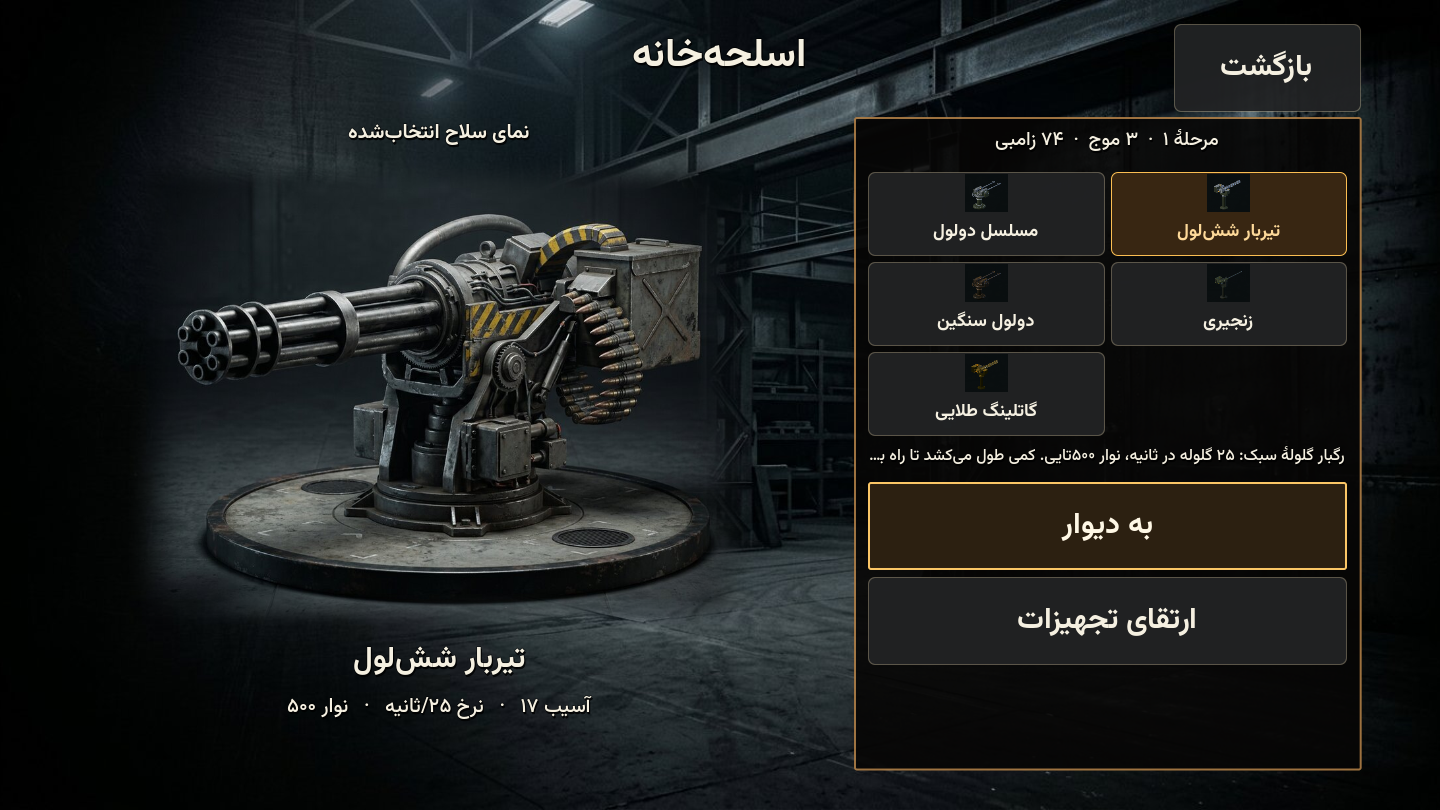 اسلحه‌خانه
بازگشت
نمای سلاح انتخاب‌شده
مرحلهٔ ۱ · ۳ موج · ۷۴ زامبی
تیربار شش‌لول
مسلسل دولول
زنجیری
دولول سنگین
گاتلینگ طلایی
رگبار گلولهٔ سبک: ۲۵ گلوله در ثانیه، نوار ۵۰۰تایی. کمی طول می‌کشد تا راه بـ...
به دیوار
ارتقای تجهیزات
تیربار شش‌لول
آسیب ۱۷ · نرخ ۲۵/ثانیه · نوار ۵۰۰